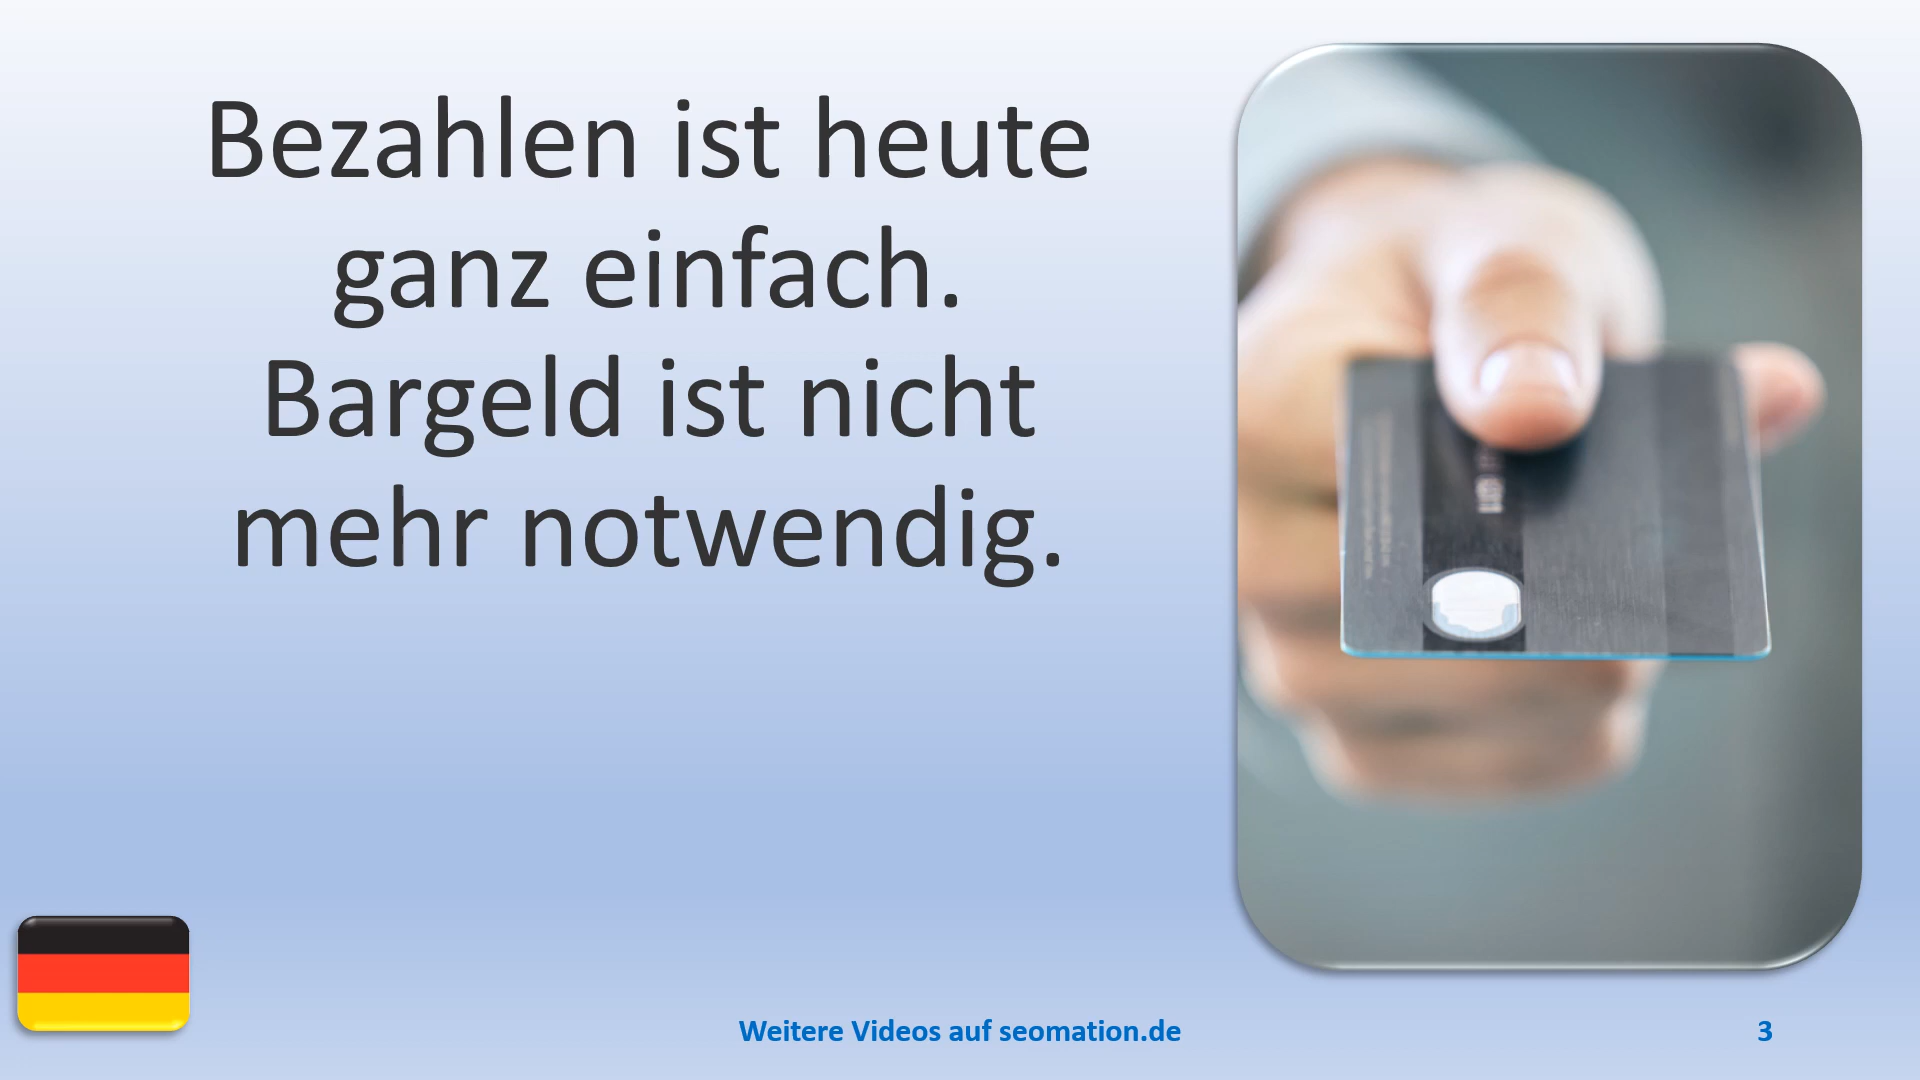 Bezahlen ist heute
ganz einfach.
Bargeld ist nicht
mehr notwendig.
Weitere Videos auf seomation.de
3